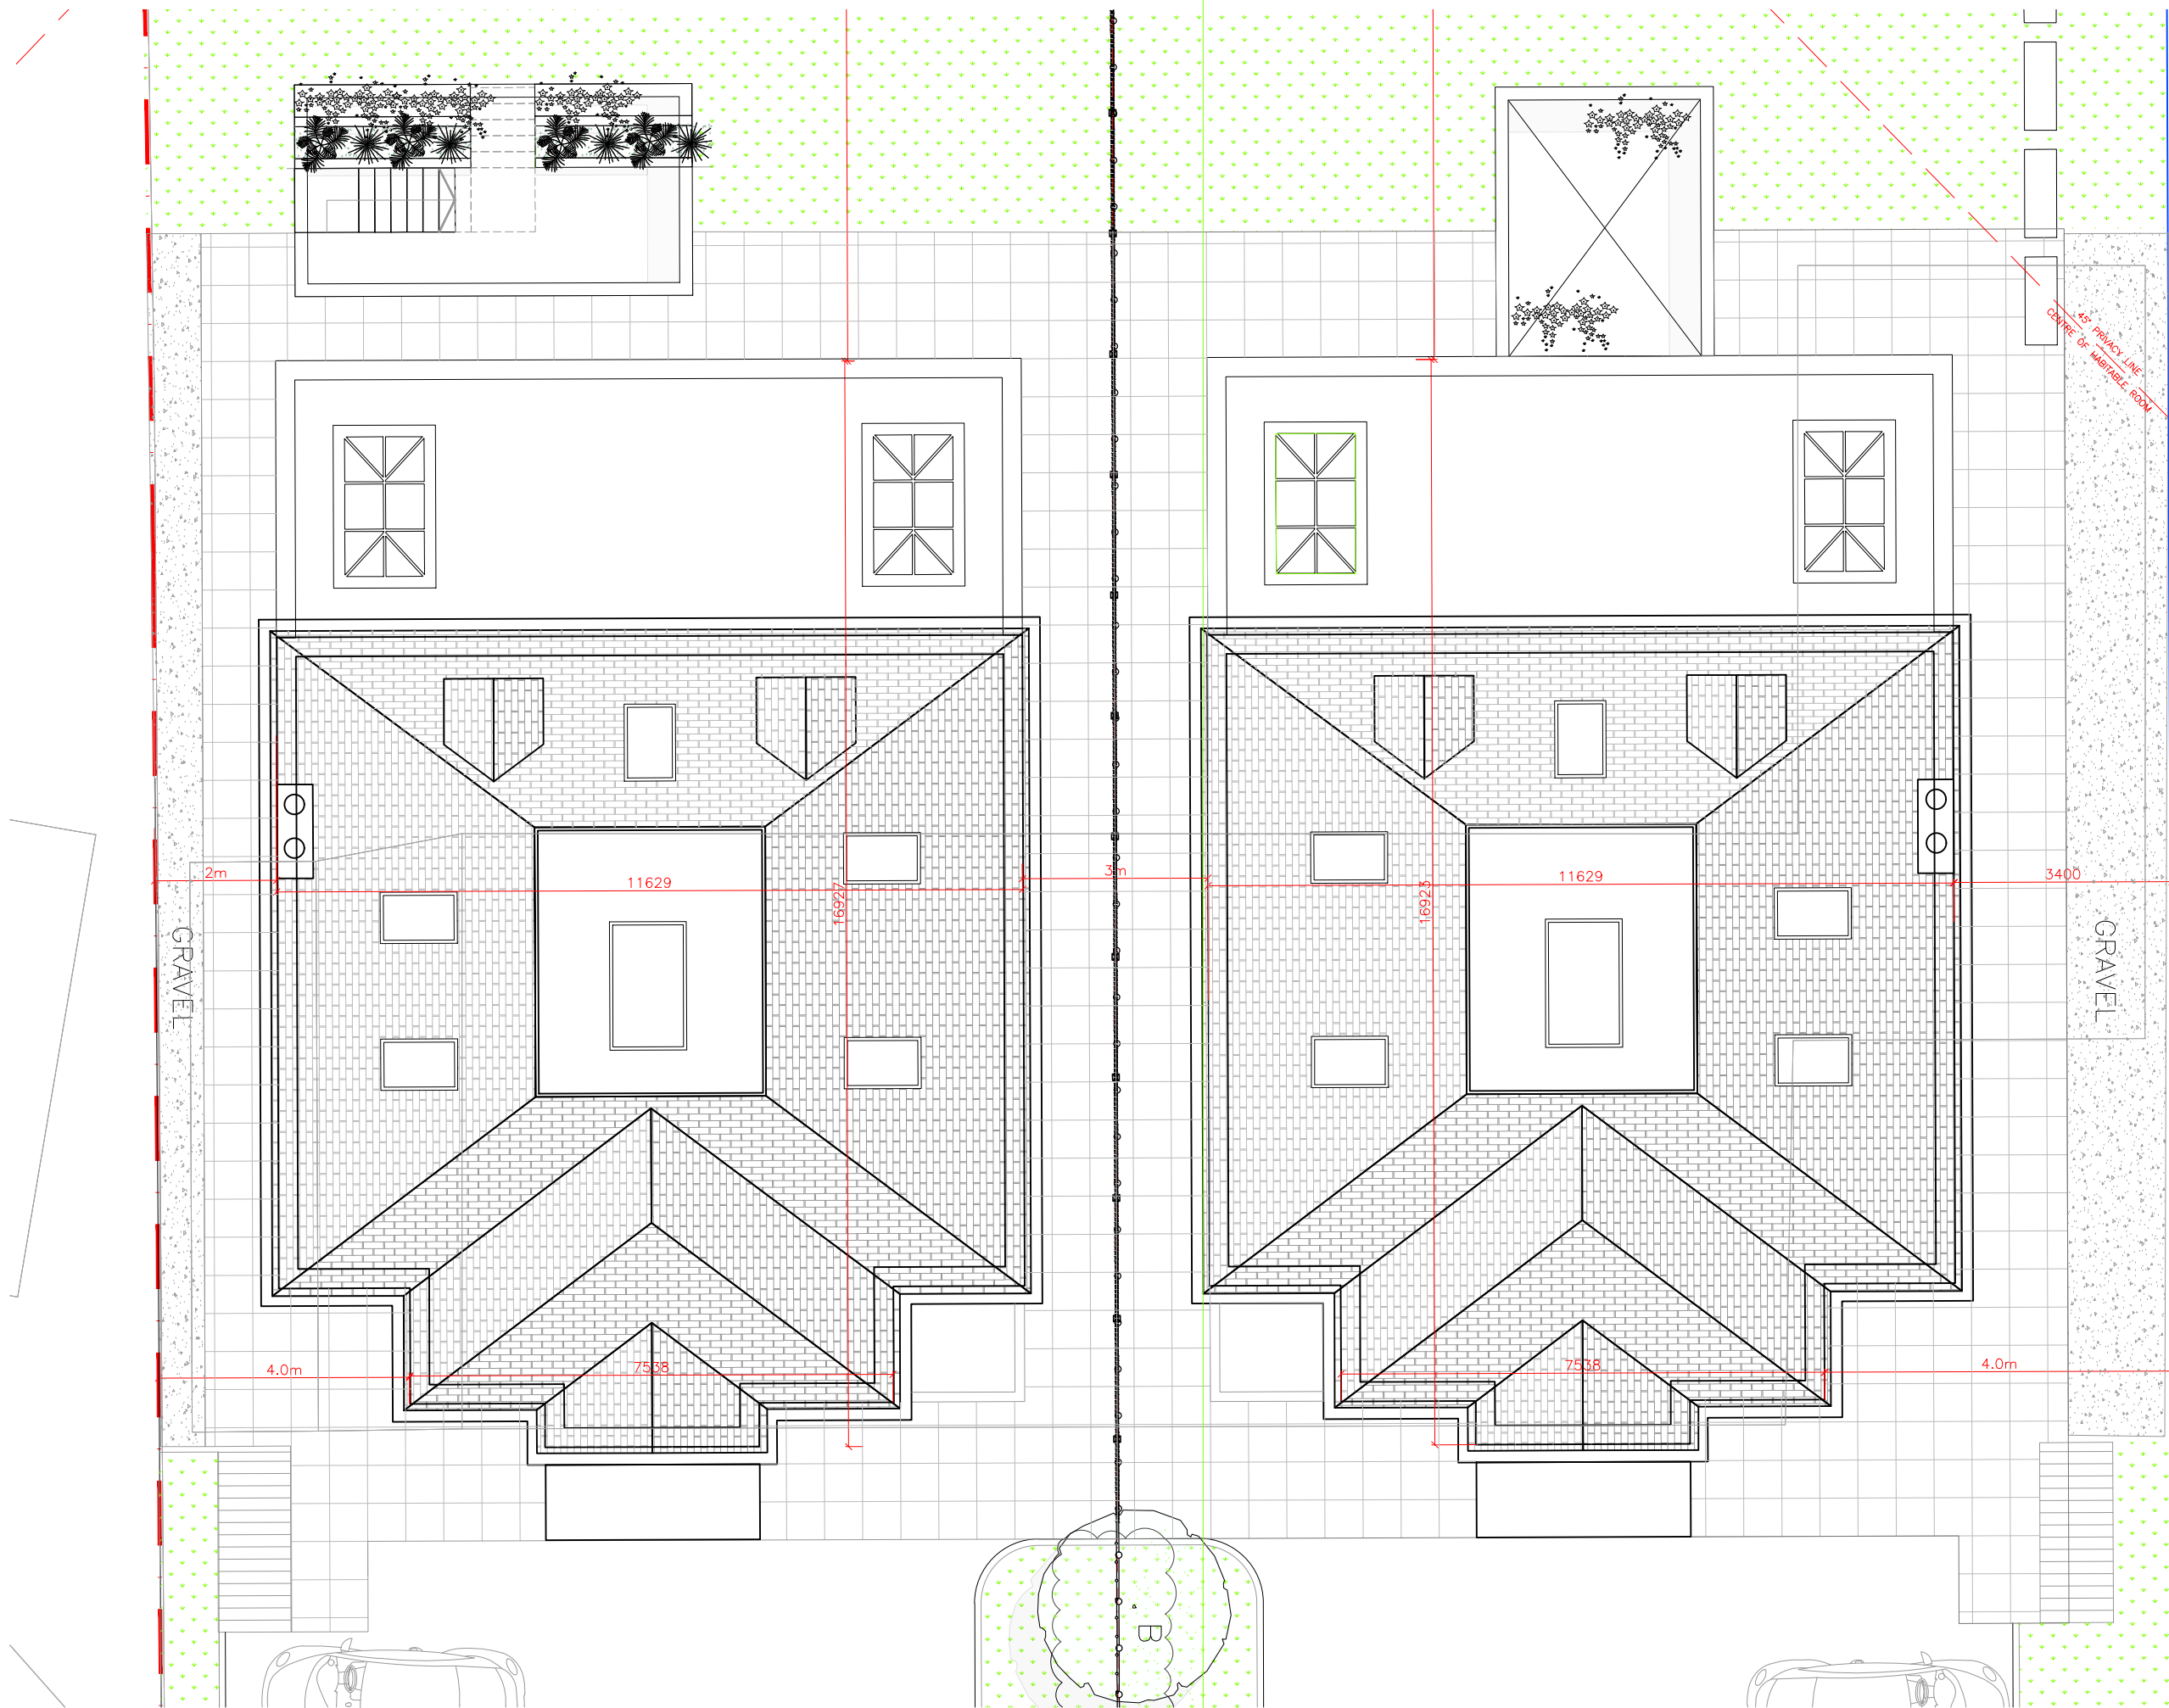 45° PRIVACY LINE
CENTRE OF HABITABLE ROOM
2m
11629
16927
3m
16923
11629
3400
GRAVEL
GRAVEL
4.0m
7538
7538
4.0m
B